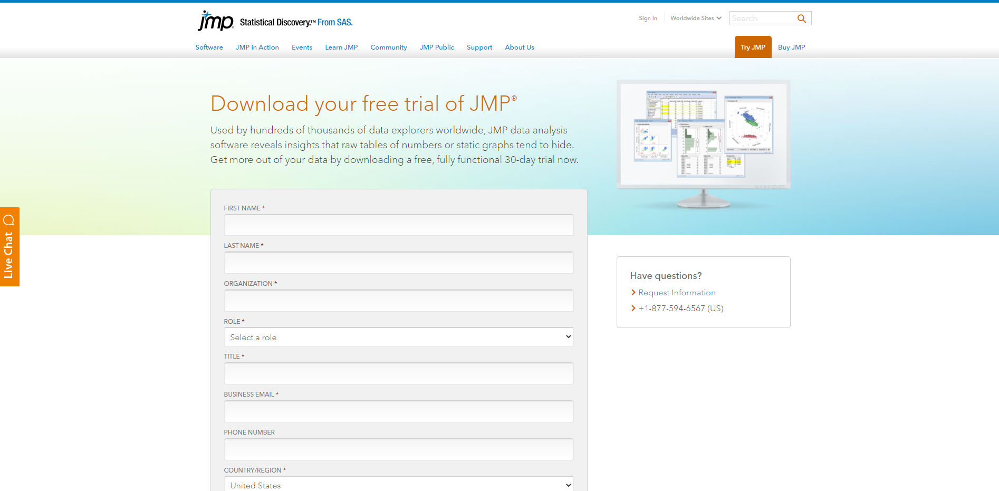 jmp Statistical Discovery.™ From SAS.
Sign In
Worldwide Sites
Search
Software JMP in Action Events Learn JMP Community JMP Public Support About Us
Try JMP Buy JMP
Download your free trial of JMP®
Used by hundreds of thousands of data explorers worldwide, JMP data analysis
software reveals insights that raw tables of numbers or static graphs tend to hide.
Get more out of your data by downloading a free, fully functional 30-day trial now.
Live Chat
FIRST NAME *
LAST NAME *
ORGANIZATION *
ROLE *
Select a role
TITLE *
BUSINESS EMAIL *
PHONE NUMBER
COUNTRY/REGION *
United States
Have questions?
Request Information
+1-877-594-6567 (US)